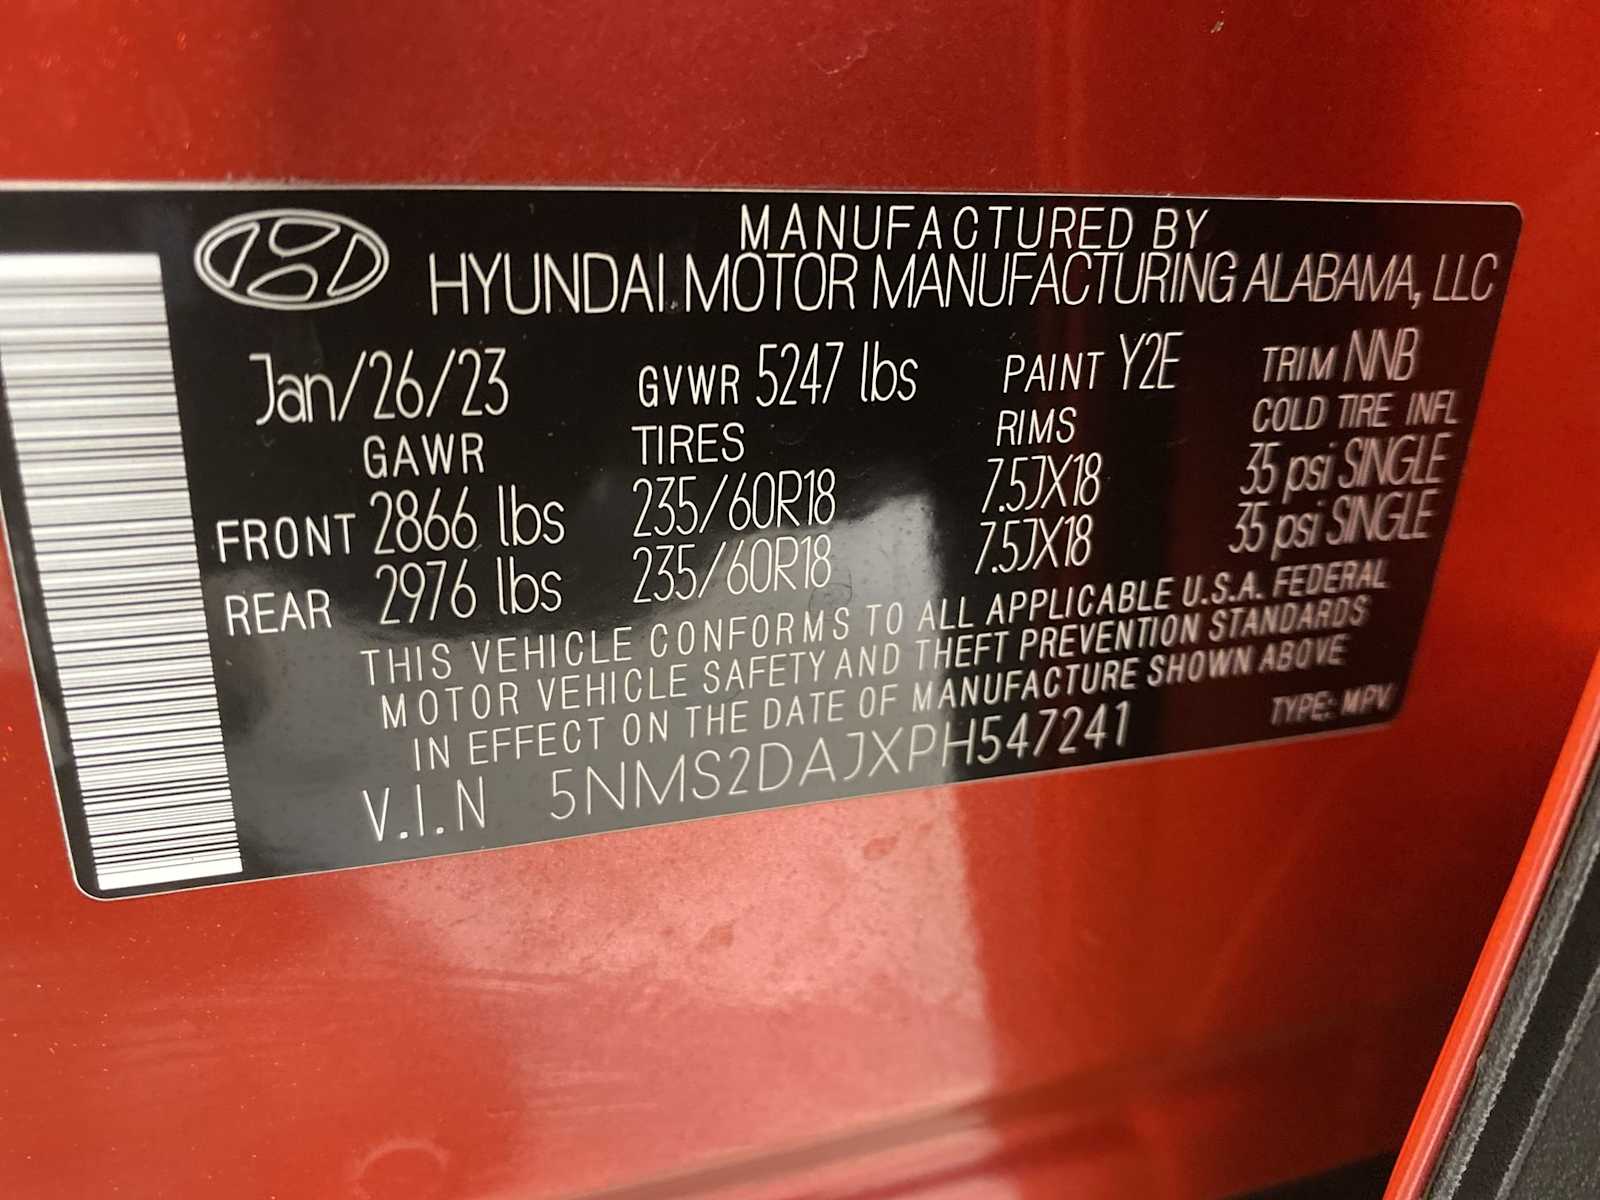 MANUFACTURED BY
HYUNDAI MOTOR MANUFACTURING ALABAMA, LLC
Jan/26/23 GVWR 5247 lbs PAINT Y2E TRIM NNB
GAWR TIRES RIMS COLD TIRE INFL
FRONT 2866 lbs 235/60R18 7.5JX18 35 psi SINGLE
REAR 2976 lbs 235/60R18 7.5JX18 35 psi SINGLE
THIS VEHICLE CONFORMS TO ALL APPLICABLE U.S.A. FEDERAL
MOTOR VEHICLE SAFETY AND THEFT PREVENTION STANDARDS
IN EFFECT ON THE DATE OF MANUFACTURE SHOWN ABOVE
V.I.N 5NMS2DAJXPH547241 TYPE: MPV